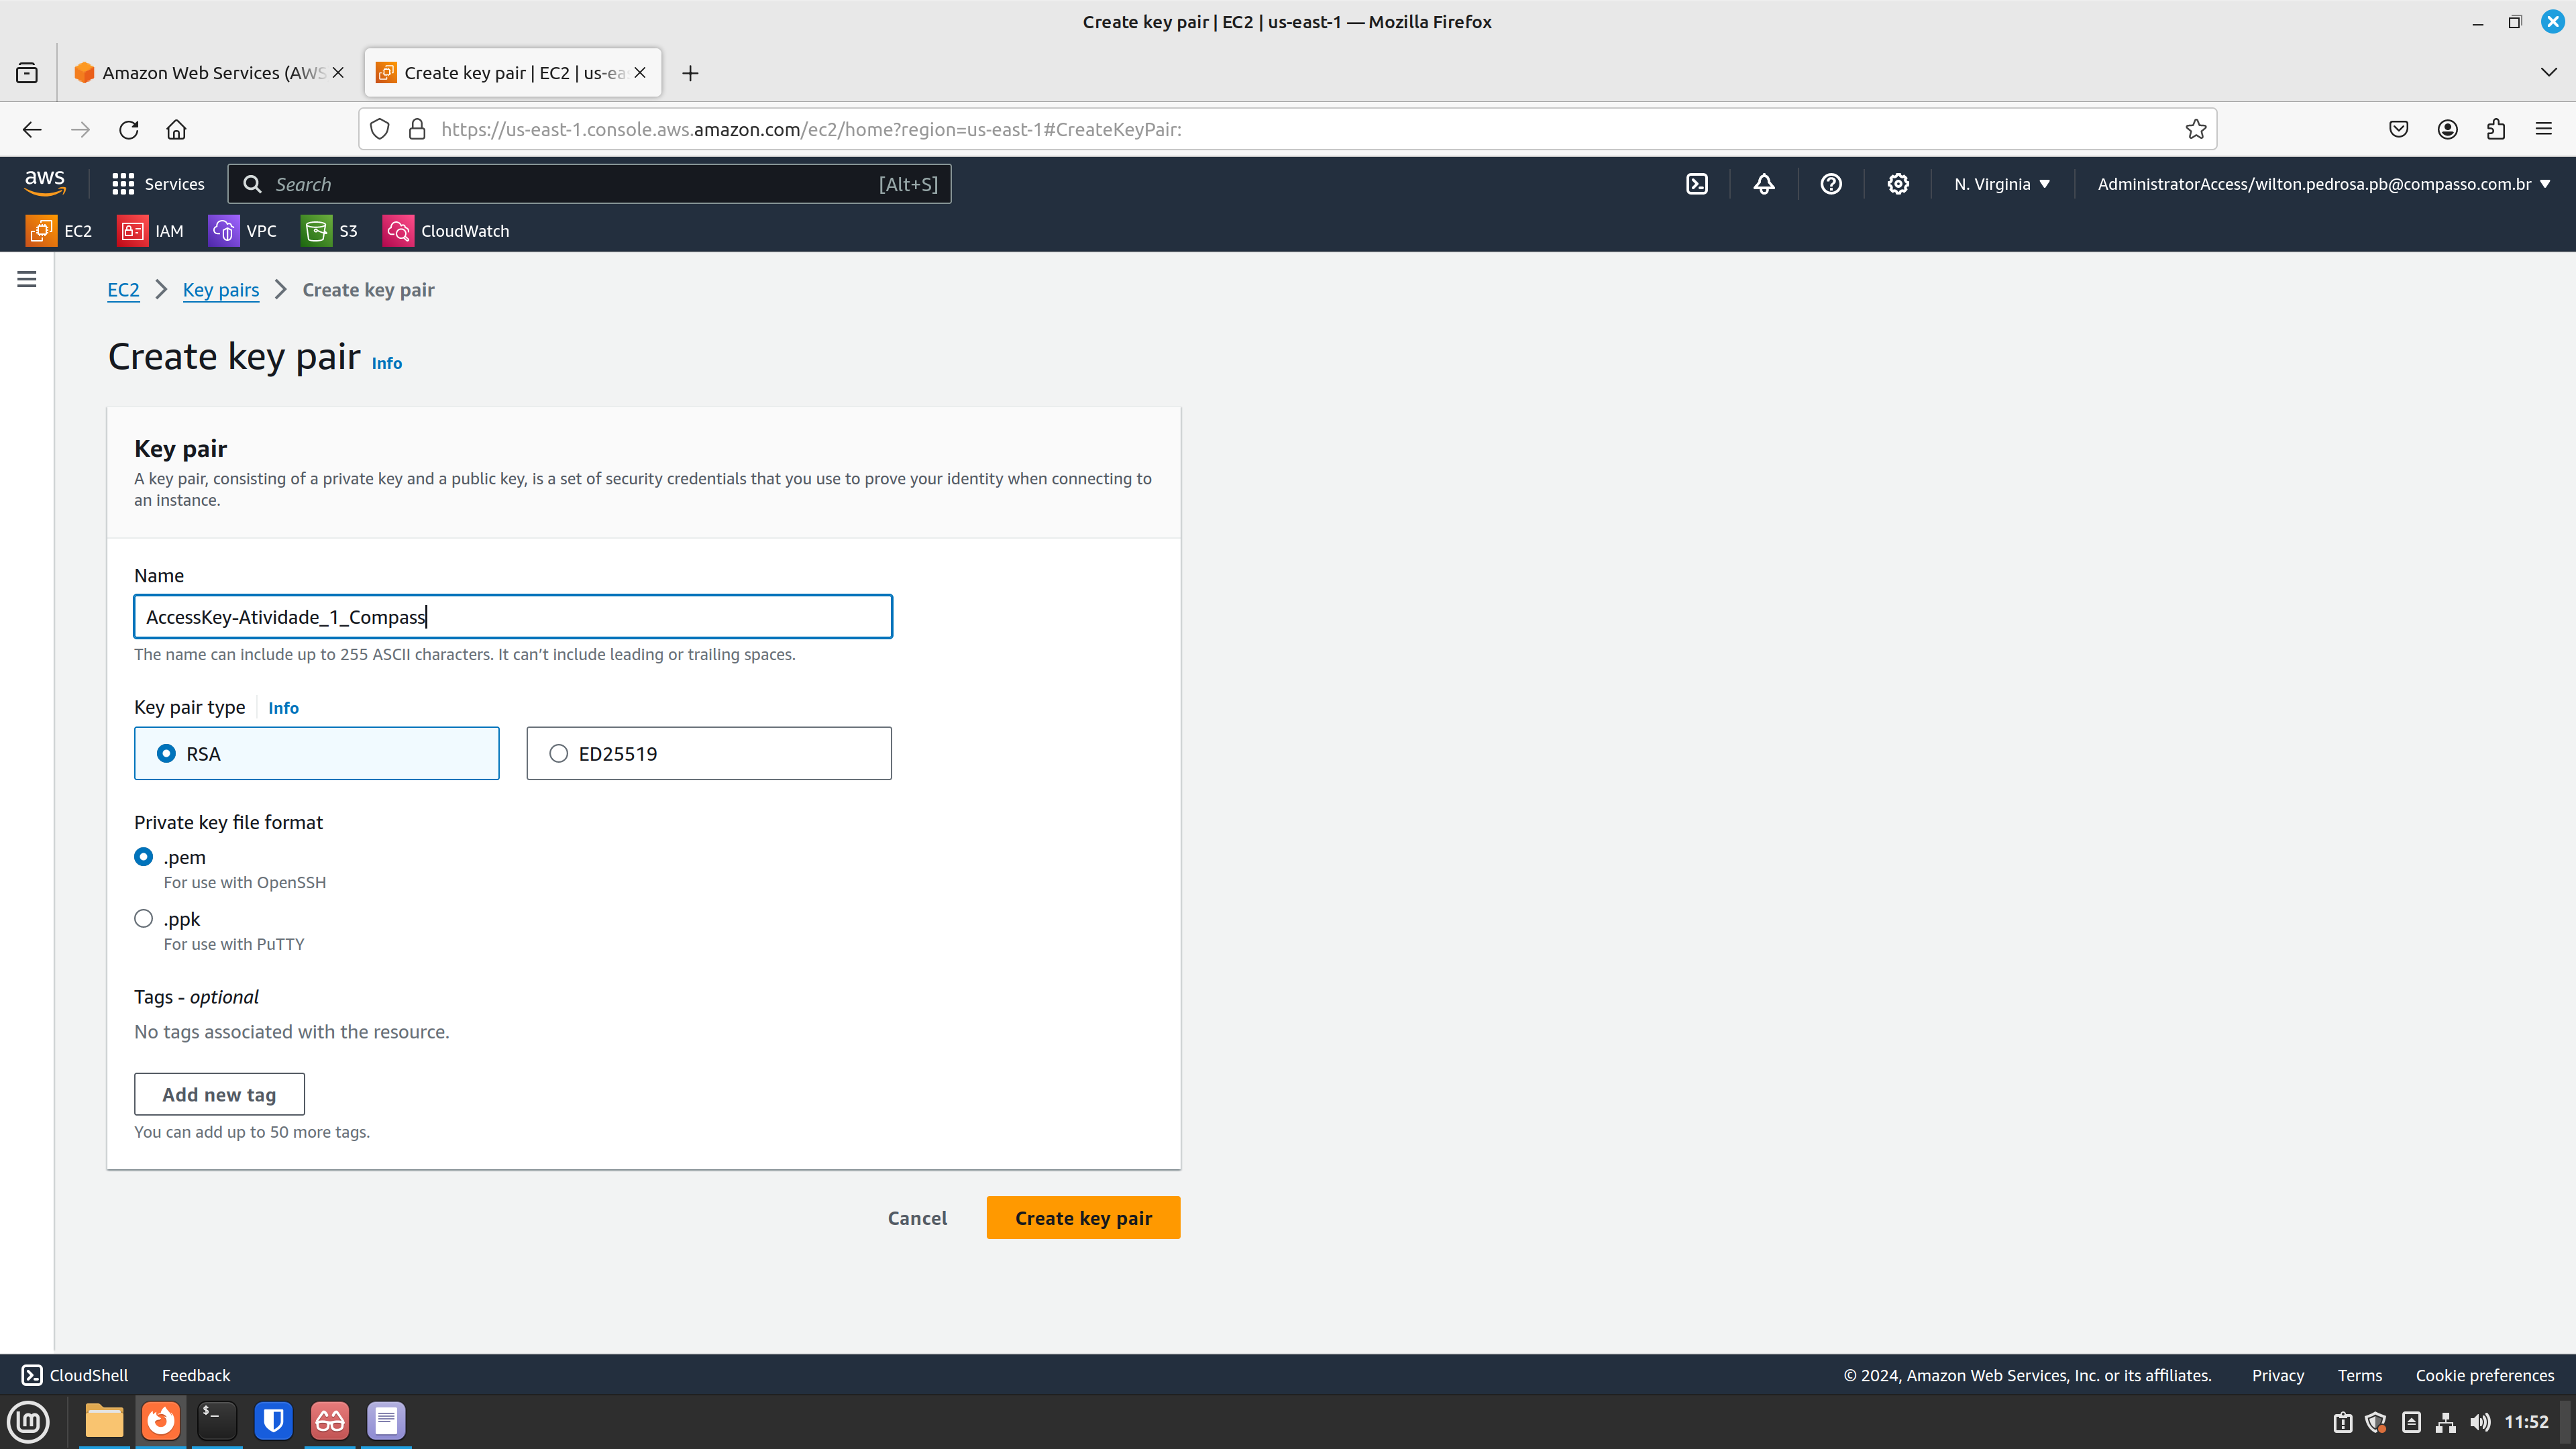 Create key pair | EC2 | us-east-1 — Mozilla Firefox
Amazon Web Services (AWS
Create key pair | EC2 | us-eas
https://us-east-1.console.aws.amazon.com/ec2/home?region=us-east-1#CreateKeyPair:
aws
Services
Search
[Alt+S]
N. Virginia
AdministratorAccess/wilton.pedrosa.pb@compasso.com.br
EC2
IAM
VPC
S3
CloudWatch
EC2
Key pairs
Create key pair
Create key pair Info
Key pair
A key pair, consisting of a private key and a public key, is a set of security credentials that you use to prove your identity when connecting to
an instance.
Name
AccessKey-Atividade_1_Compass
The name can include up to 255 ASCII characters. It can't include leading or trailing spaces.
Key pair type Info
RSA
ED25519
Private key file format
.pem
For use with OpenSSH
.ppk
For use with PuTTY
Tags - optional
No tags associated with the resource.
Add new tag
You can add up to 50 more tags.
Cancel
Create key pair
CloudShell
Feedback
© 2024, Amazon Web Services, Inc. or its affiliates.
Privacy
Terms
Cookie preferences
11:52